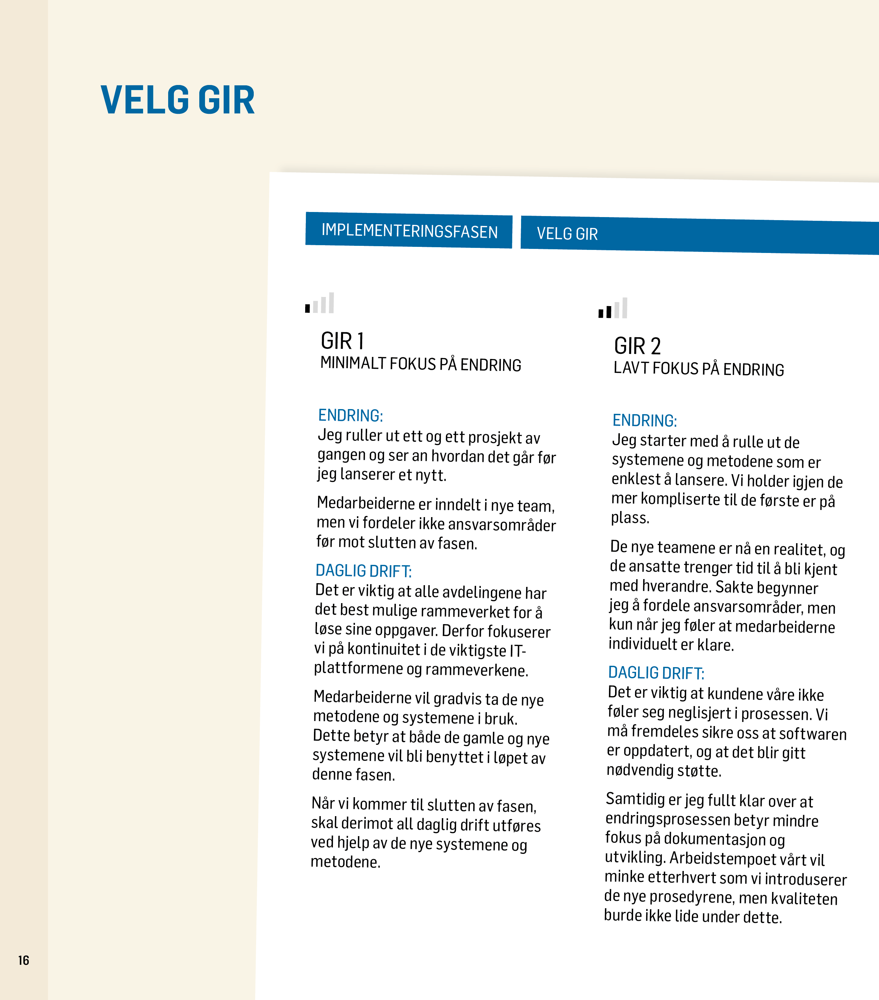 VELG GIR
IMPLEMENTERINGSFASEN
VELG GIR
GIR 1
MINIMALT FOKUS PÅ ENDRING
ENDRING:
Jeg ruller ut ett og ett prosjekt av
gangen og ser an hvordan det går før
jeg lanserer et nytt.
Medarbeiderne er inndelt i nye team,
men vi fordeler ikke ansvarsområder
før mot slutten av fasen.
DAGLIG DRIFT:
Det er viktig at alle avdelingene har
det best mulige rammeverket for å
løse sine oppgaver. Derfor fokuserer
vi på kontinuitet i de viktigste IT-
plattformene og rammeverkene.
Medarbeiderne vil gradvis ta de nye
metodene og systemene i bruk.
Dette betyr at både de gamle og nye
systemene vil bli benyttet i løpet av
denne fasen.
Når vi kommer til slutten av fasen,
skal derimot all daglig drift utføres
ved hjelp av de nye systemene og
metodene.
GIR 2
LAVT FOKUS PÅ ENDRING
ENDRING:
Jeg starter med å rulle ut de
systemene og metodene som er
enklest å lansere. Vi holder igjen de
mer kompliserte til de første er på
plass.
De nye teamene er nå en realitet, og
de ansatte trenger tid til å bli kjent
med hverandre. Sakte begynner
jeg å fordele ansvarsområder, men
kun når jeg føler at medarbeiderne
individuelt er klare.
DAGLIG DRIFT:
Det er viktig at kundene våre ikke
føler seg neglisjert i prosessen. Vi
må fremdeles sikre oss at softwaren
er oppdatert, og at det blir gitt
nødvendig støtte.
Samtidig er jeg fullt klar over at
endringsprosessen betyr mindre
fokus på dokumentasjon og
utvikling. Arbeidstempoet vårt vil
minke etterhvert som vi introduserer
de nye prosedyrene, men kvaliteten
burde ikke lide under dette.
16